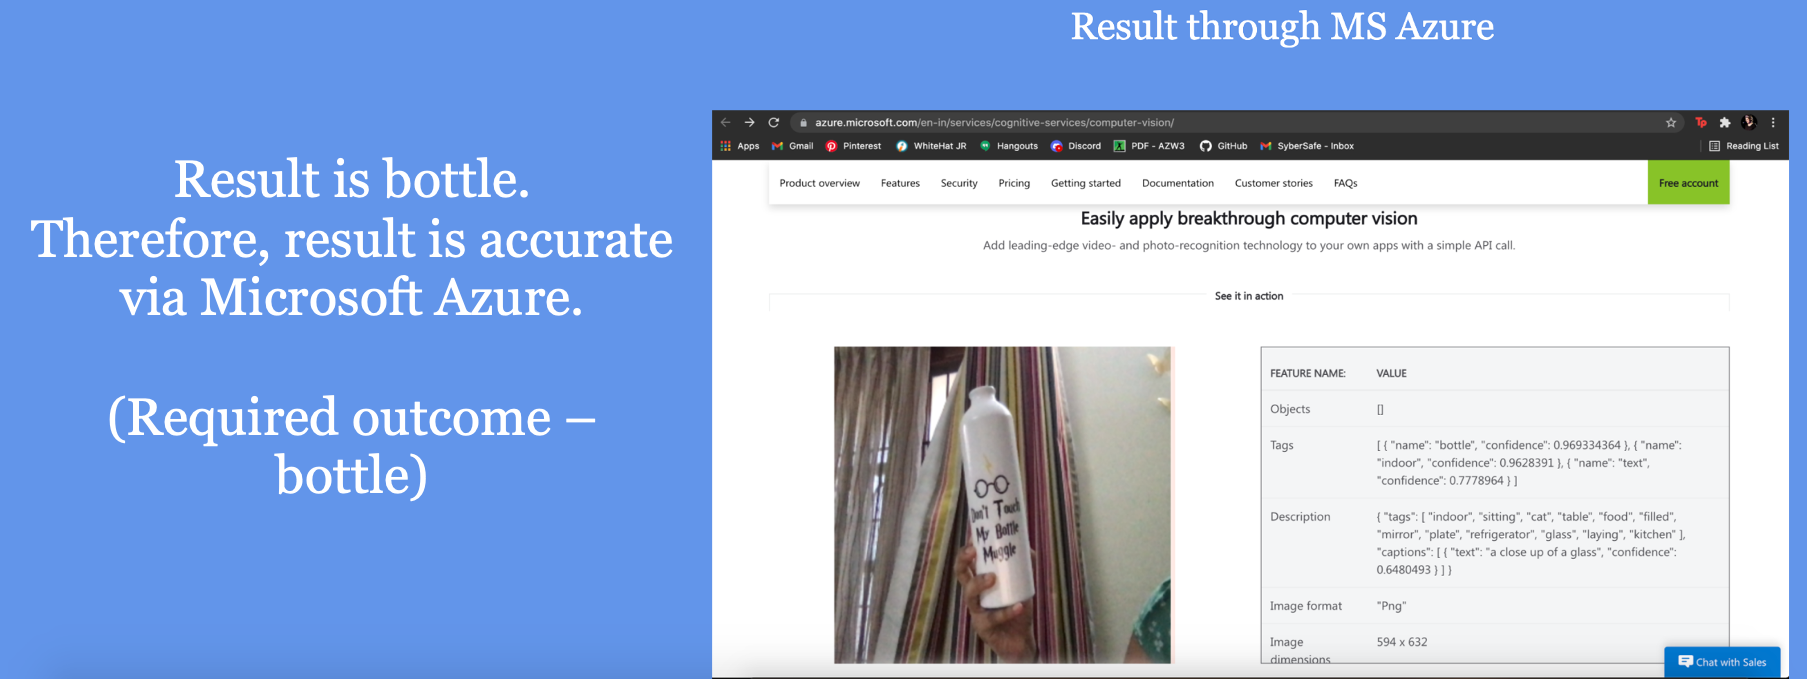 Result through MS Azure
Result is bottle.
Therefore, result is accurate
via Microsoft Azure.
(Required outcome –
bottle)
azure.microsoft.com/en-in/services/cognitive-services/computer-vision/
Apps Gmail Pinterest WhiteHat JR Hangouts Discord PDF - AZW3 GitHub SyberSafe - Inbox Reading List
Product overview Features Security Pricing Getting started Documentation Customer stories FAQs Free account
Easily apply breakthrough computer vision
Add leading-edge video- and photo-recognition technology to your own apps with a simple API call.
See it in action
Don't Touch
My Bottle
Muggle
FEATURE NAME: VALUE
Objects []
Tags [ { "name": "bottle", "confidence": 0.969334364 }, { "name":
"indoor", "confidence": 0.9628391 }, { "name": "text",
"confidence": 0.7778964 } ]
Description { "tags": [ "indoor", "sitting", "cat", "table", "food", "filled",
"mirror", "plate", "refrigerator", "glass", "laying", "kitchen" ],
"captions": [ { "text": "a close up of a glass", "confidence":
0.6480493 } ] }
Image format "Png"
Image 594 x 632
dimensions
Chat with Sales